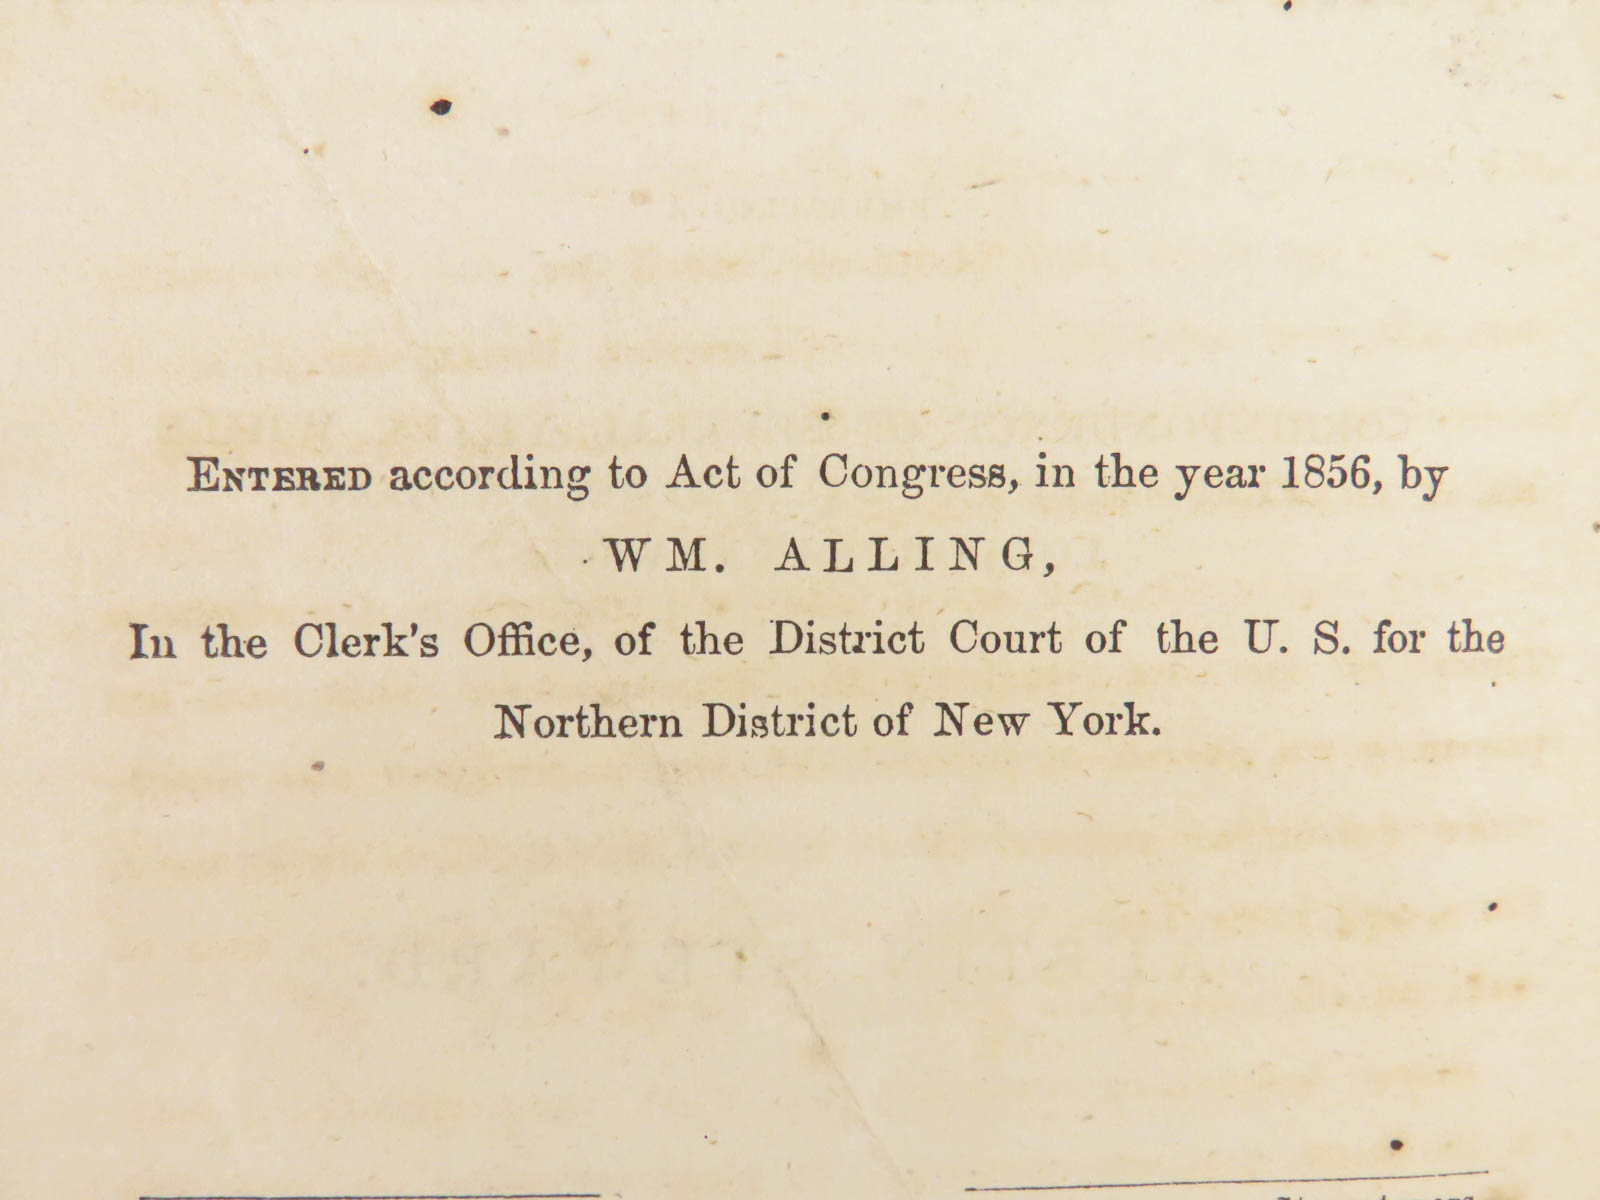 ENTERED according to Act of Congress, in the year 1856, by
WM. ALLING,
In the Clerk's Office, of the District Court of the U. S. for the
Northern District of New York.